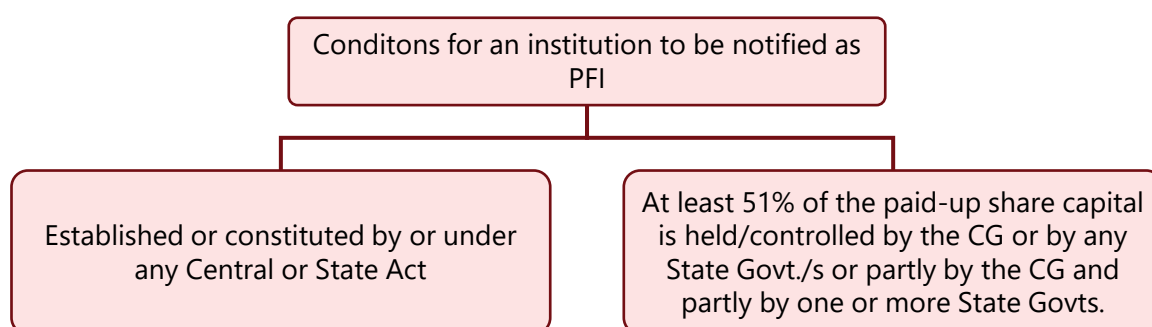 Conditons for an institution to be notified as
PFI
Established or constituted by or under
any Central or State Act
At least 51% of the paid-up share capital
is held/controlled by the CG or by any
State Govt./s or partly by the CG and
partly by one or more State Govts.